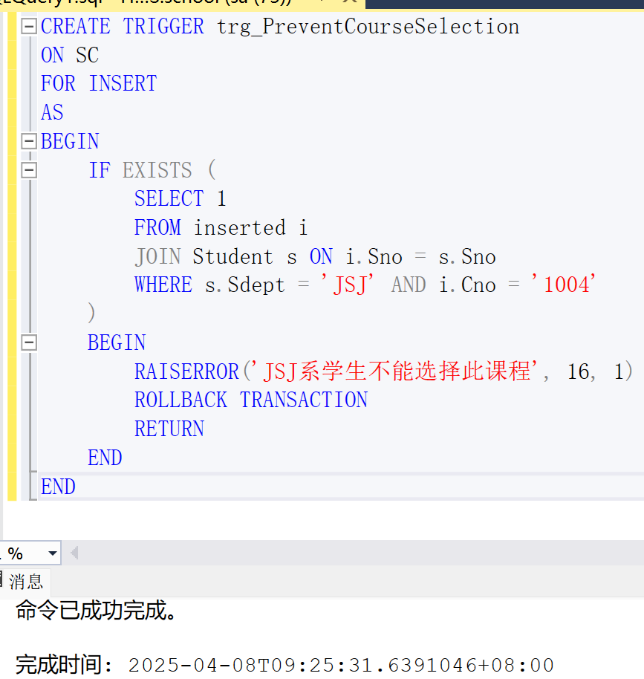 CREATE TRIGGER trg_PreventCourseSelection
ON SC
FOR INSERT
AS
BEGIN
    IF EXISTS (
        SELECT 1
        FROM inserted i
        JOIN Student s ON i.Sno = s.Sno
        WHERE s.Sdept = 'JSJ' AND i.Cno = '1004'
    )
    BEGIN
        RAISERROR('JSJ系学生不能选择此课程', 16, 1)
        ROLLBACK TRANSACTION
        RETURN
    END
END
%
消息
命令已成功完成。
完成时间: 2025-04-08T09:25:31.6391046+08:00